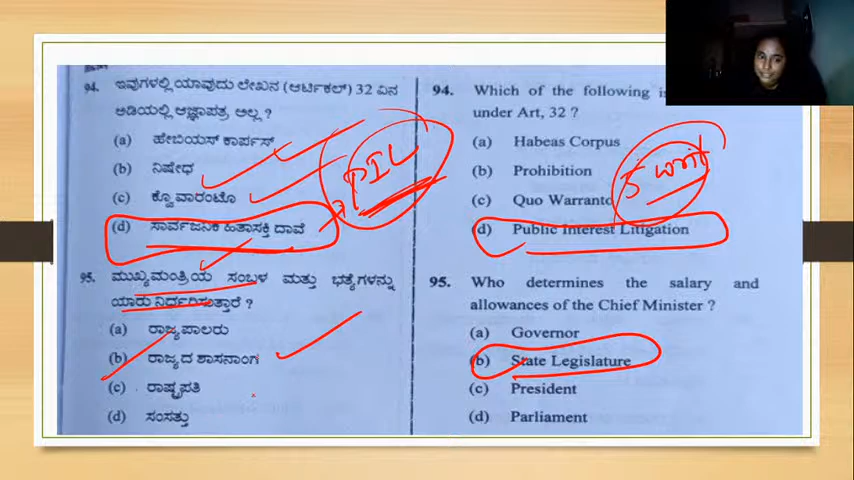 94. ಇವುಗಳಲ್ಲಿ ಯಾವುದು ಲೇಖನ (ಆರ್ಟಿಕಲ್) 32 ವಿನ
ಅಡಿಯಲ್ಲಿ ಆಜ್ಞಾಪತ್ರ ಅಲ್ಲ ?
(a) ಹೇಬಿಯಸ್ ಕಾರ್ಪಸ್
(b) ನಿಷೇಧ
(c) ಕ್ವೊ ವಾರಂಟೊ
(d) ಸಾರ್ವಜನಿಕ ಹಿತಾಸಕ್ತಿ ದಾವೆ
PIL
95. ಮುಖ್ಯಮಂತ್ರಿಯ ಸಂಬಳ ಮತ್ತು ಭತ್ಯೆಗಳನ್ನು
ಯಾರು ನಿರ್ಧರಿಸುತ್ತಾರೆ ?
(a) ರಾಜ್ಯಪಾಲರು
(b) ರಾಜ್ಯದ ಶಾಸನಾಂಗ
(c) ರಾಷ್ಟ್ರಪತಿ
(d) ಸಂಸತ್ತು
94. Which of the following
under Art, 32 ?
(a) Habeas Corpus
(b) Prohibition
(c) Quo Warranto
(d) Public Interest Litigation
5 writ
95. Who determines the salary and
allowances of the Chief Minister ?
(a) Governor
(b) State Legislature
(c) President
(d) Parliament